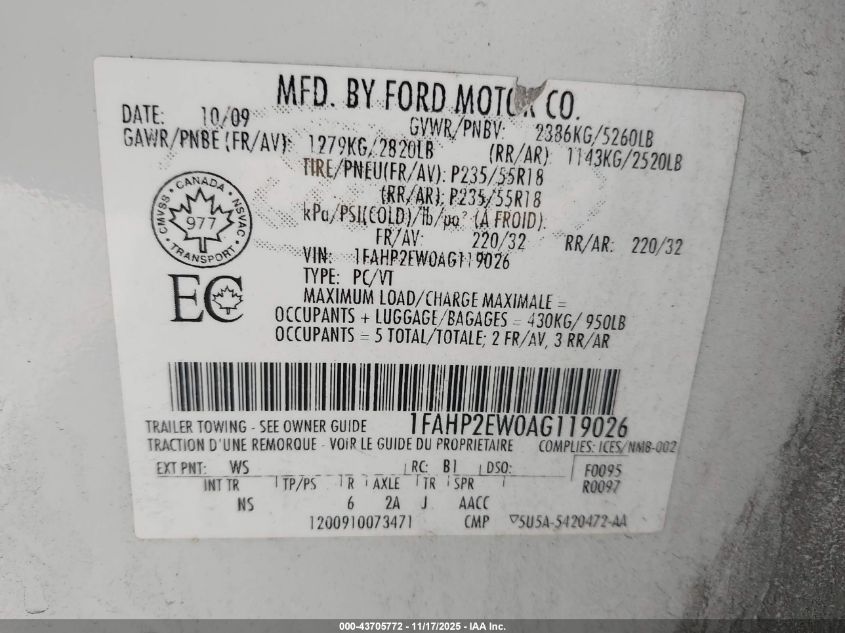 MFD. BY FORD MOTOR CO.
DATE: 10/09 GVWR/PNBV: 2386KG/5260LB
GAWR/PNBE (FR/AV): 1279KG/2820LB (RR/AR): 1143KG/2520LB
TIRE/PNEU(FR/AV): P235/55R18
(RR/AR): P235/55R18
kPa/PSI(COLD)/lb/po² (À FROID):
FR/AV: 220/32 RR/AR: 220/32
VIN: 1FAHP2EW0AG119026
TYPE: PC/VT
MAXIMUM LOAD/CHARGE MAXIMALE =
OCCUPANTS + LUGGAGE/BAGAGES = 430KG/950LB
OCCUPANTS = 5 TOTAL/TOTALE; 2 FR/AV, 3 RR/AR
CANADA
CMVSS 977 NSVAC
TRANSPORT
EC
1FAHP2EW0AG119026
TRAILER TOWING - SEE OWNER GUIDE
TRACTION D'UNE REMORQUE - VOIR LE GUIDE DU PROPRIETAIRE COMPLIES: ICES/NMB-002
EXT PNT: WS RC: B1 DSO: F0095
INT TR TP/PS R AXLE TR SPR R0097
NS 6 2A J AACC
1200910073471 CMP ▽5U5A-5420472-AA
000-43705772 - 11/17/2025 - IAA Inc.